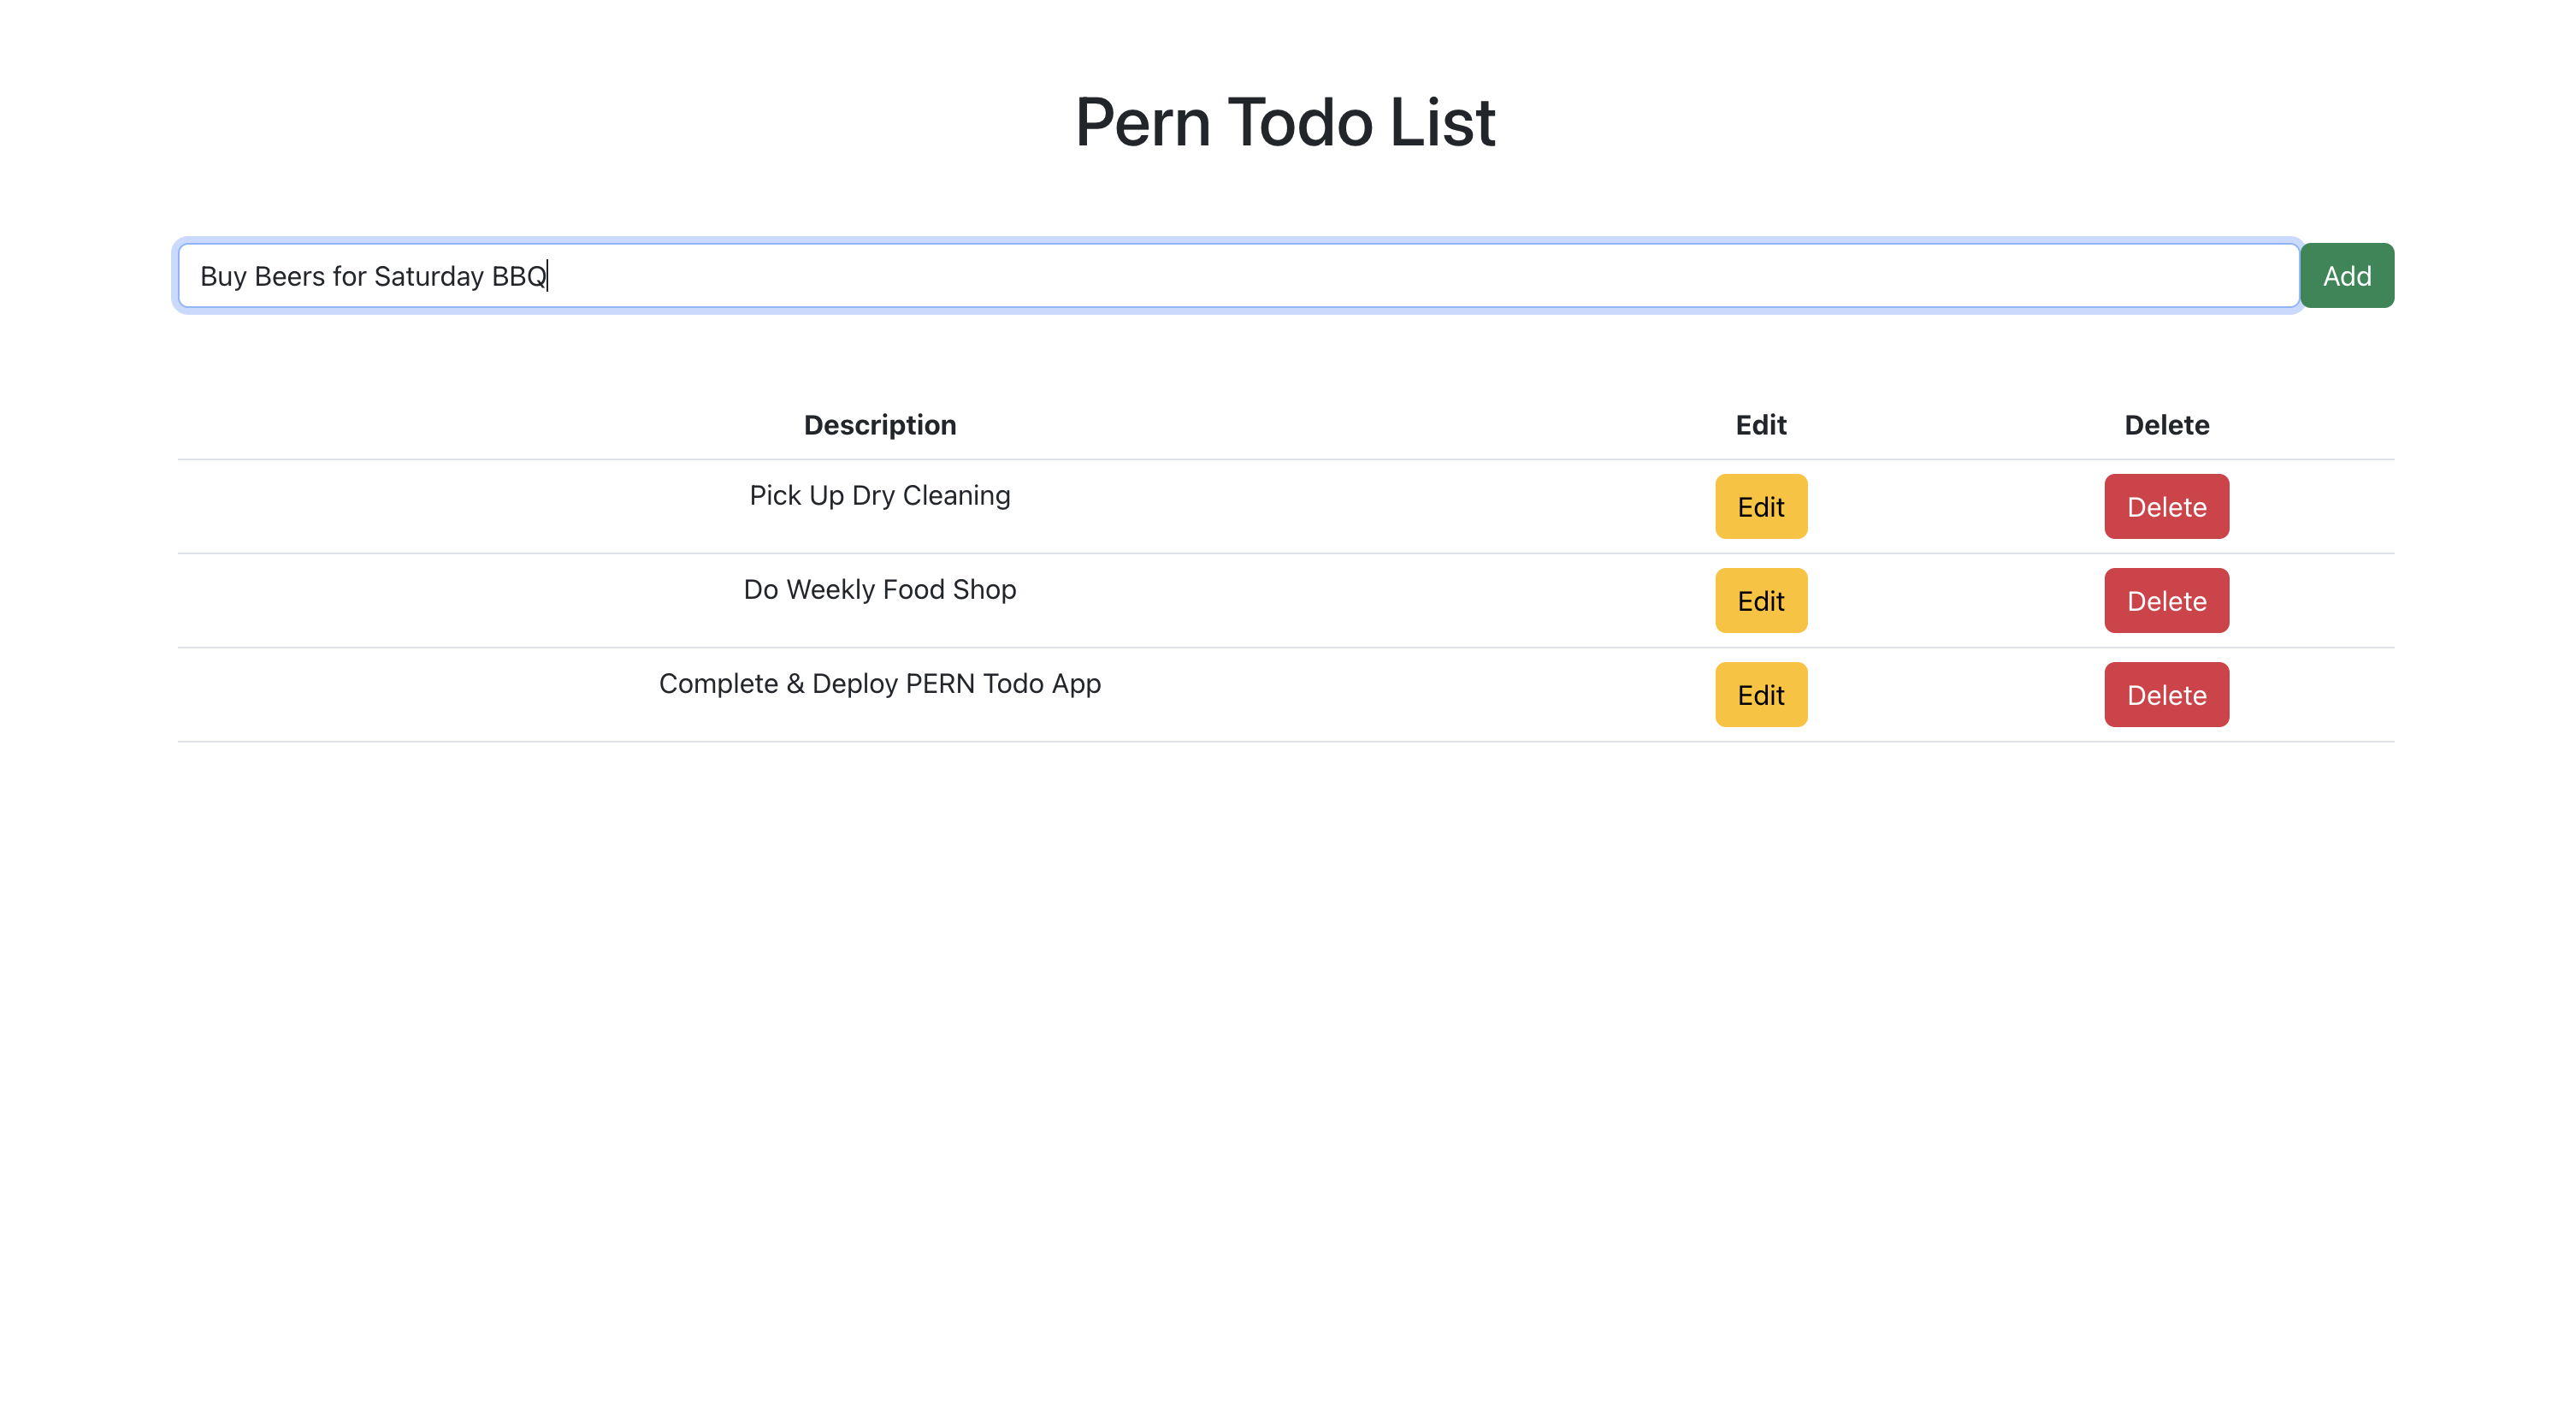 Pern Todo List
Buy Beers for Saturday BBQ Add
Description Edit Delete
Pick Up Dry Cleaning Edit Delete
Do Weekly Food Shop Edit Delete
Complete & Deploy PERN Todo App Edit Delete